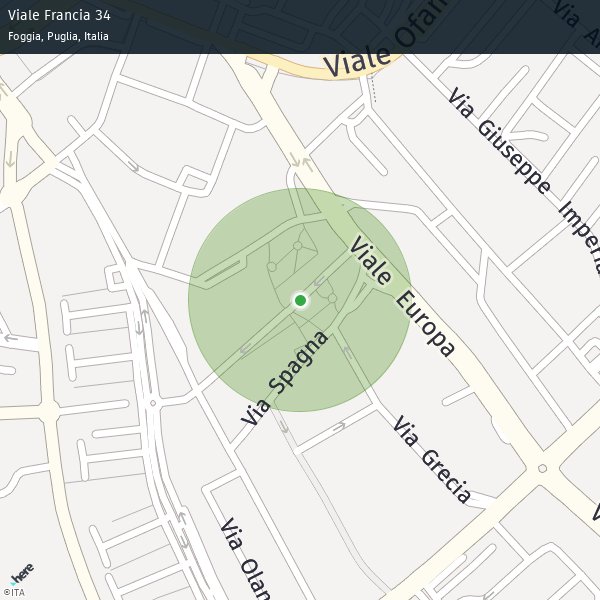 Viale Francia 34
Foggia, Puglia, Italia
Viale Ofan
Via
Via Giuseppe Imperia
Viale Europa
Via Spagna
Via Grecia
Via Olan
V
here
©ITA